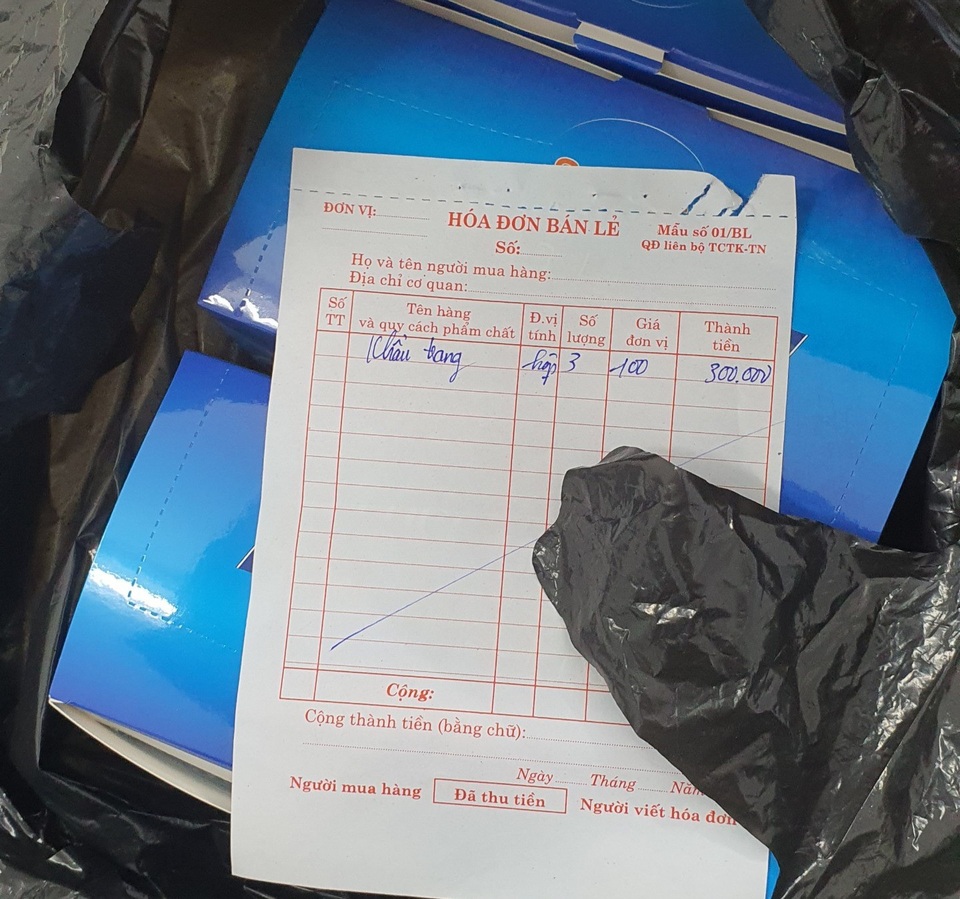 ĐƠN VỊ:
HÓA ĐƠN BÁN LẺ
Mẫu số 01/BL
QĐ liên bộ TCTK-TN
Số:
Họ và tên người mua hàng:
Địa chỉ cơ quan:
Số TT
Tên hàng và quy cách phẩm chất
Đ.vị tính
Số lượng
Giá đơn vị
Thành tiền
Khẩu trang hộp 3 100 300.000
Cộng:
Cộng thành tiền (bằng chữ):
Ngày Tháng Năm
Người mua hàng
Đã thu tiền
Người viết hóa đơn